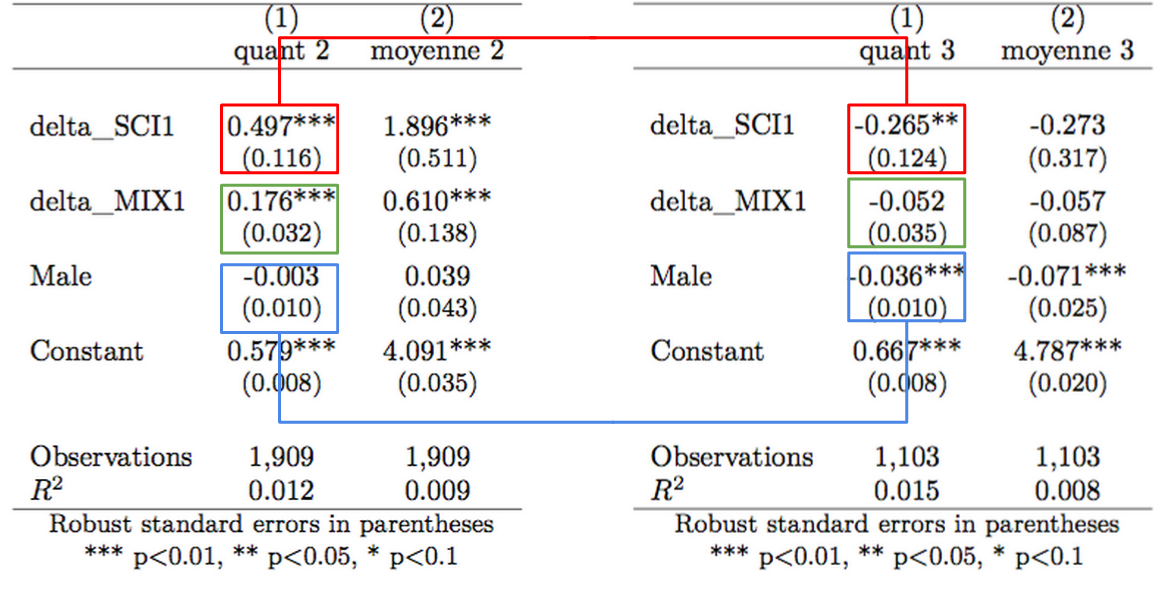 (1) (2)
quant 2 moyenne 2
delta_SCI1 0.497*** 1.896***
(0.116) (0.511)
delta_MIX1 0.176*** 0.610***
(0.032) (0.138)
Male -0.003 0.039
(0.010) (0.043)
Constant 0.579*** 4.091***
(0.008) (0.035)
Observations 1,909 1,909
R² 0.012 0.009
Robust standard errors in parentheses
*** p<0.01, ** p<0.05, * p<0.1
(1) (2)
quant 3 moyenne 3
delta_SCI1 -0.265** -0.273
(0.124) (0.317)
delta_MIX1 -0.052 -0.057
(0.035) (0.087)
Male -0.036*** -0.071***
(0.010) (0.025)
Constant 0.667*** 4.787***
(0.008) (0.020)
Observations 1,103 1,103
R² 0.015 0.008
Robust standard errors in parentheses
*** p<0.01, ** p<0.05, * p<0.1